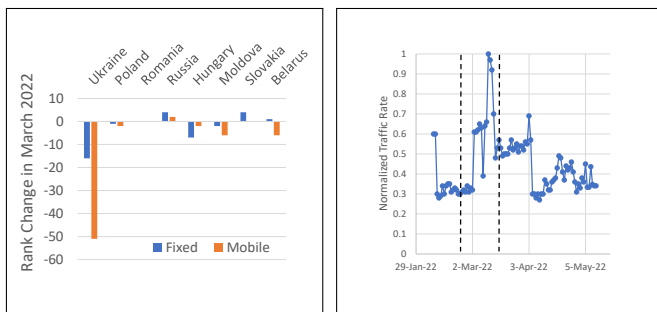 Ukraine
Poland
Romania
Russia
Hungary
Moldova
Slovakia
Belarus
Rank Change in March 2022
10
0
-10
-20
-30
-40
-50
-60
Fixed Mobile
Normalized Traffic Rate
1
0.9
0.8
0.7
0.6
0.5
0.4
0.3
0.2
0.1
0
29-Jan-22 2-Mar-22 3-Apr-22 5-May-22